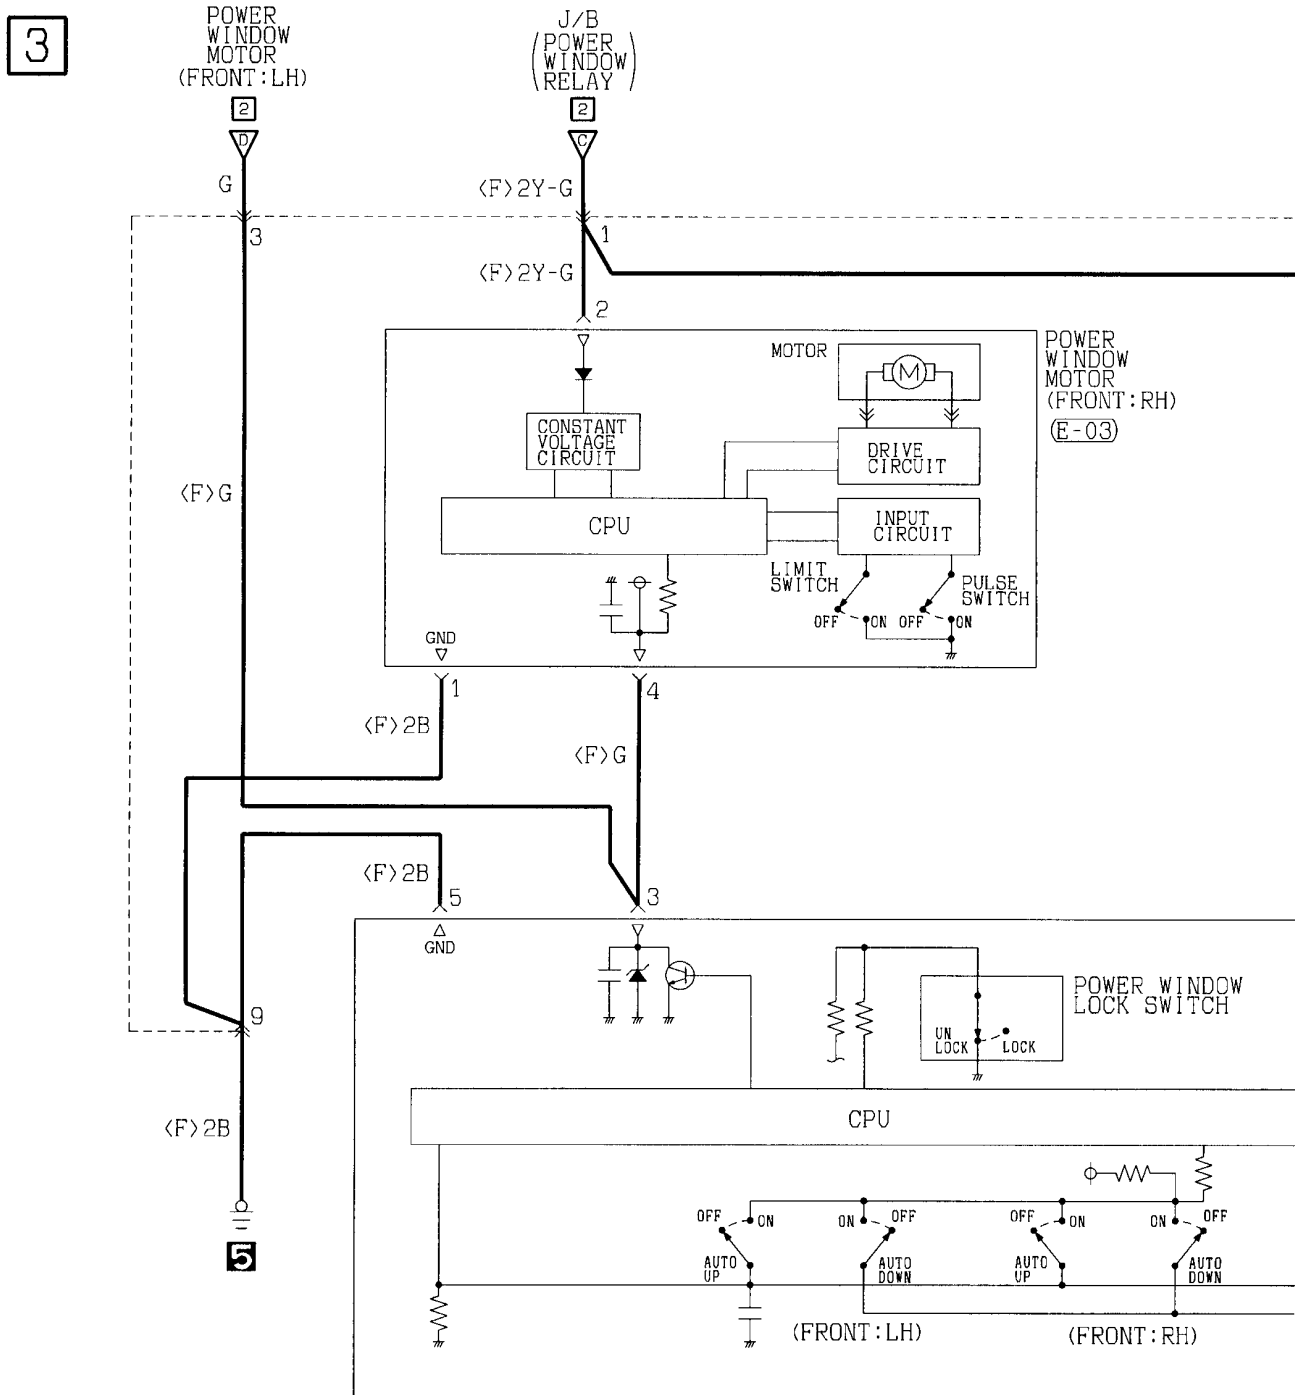 3
POWER
WINDOW
MOTOR
(FRONT:LH)
2
D
J/B
(POWER
WINDOW
RELAY)
2
C
G
<F>2Y-G
3
1
<F>2Y-G
2
MOTOR
M
POWER
WINDOW
MOTOR
(FRONT:RH)
E-03
CONSTANT
VOLTAGE
CIRCUIT
DRIVE
CIRCUIT
<F>G
CPU
INPUT
CIRCUIT
LIMIT
SWITCH
PULSE
SWITCH
OFF
ON
OFF
ON
GND
1
4
<F>2B
<F>G
<F>2B
5
3
GND
POWER WINDOW
LOCK SWITCH
UN
LOCK
LOCK
9
CPU
<F>2B
OFF
ON
ON
OFF
OFF
ON
ON
OFF
AUTO
UP
AUTO
DOWN
AUTO
UP
AUTO
DOWN
5
(FRONT:LH)
(FRONT:RH)